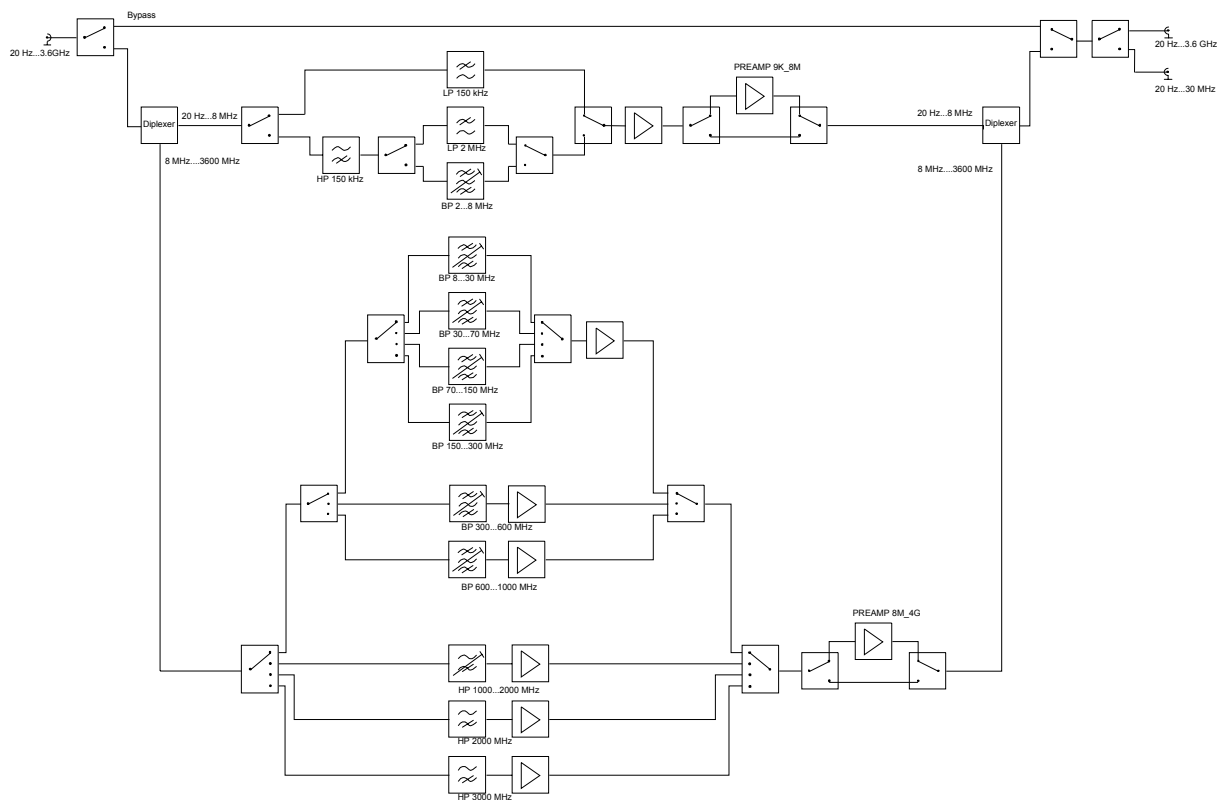 Bypass
20 Hz...3.6GHz
20 Hz...3.6 GHz
20 Hz...30 MHz
LP 150 kHz
PREAMP 9K_8M
Diplexer
20 Hz...8 MHz
20 Hz...8 MHz
Diplexer
LP 2 MHz
8 MHz....3600 MHz
8 MHz....3600 MHz
HP 150 kHz
BP 2...8 MHz
BP 8...30 MHz
BP 30...70 MHz
BP 70...150 MHz
BP 150...300 MHz
BP 300...600 MHz
BP 600...1000 MHz
PREAMP 8M_4G
HP 1000...2000 MHz
HP 2000 MHz
HP 3000 MHz